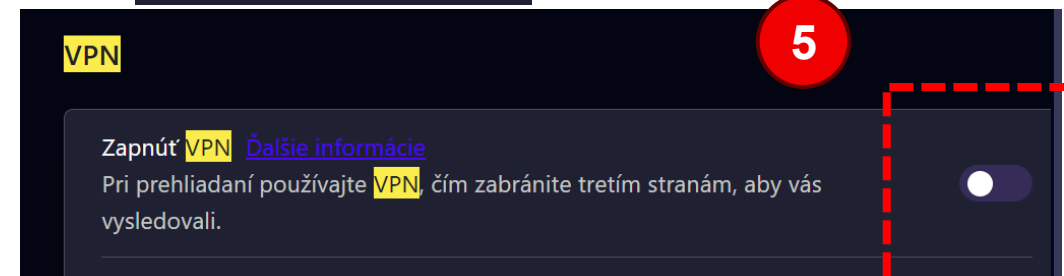 5
VPN
Zapnúť VPN Ďalšie informácie
Pri prehliadaní používajte VPN, čím zabránite tretím stranám, aby vás
vysledovali.